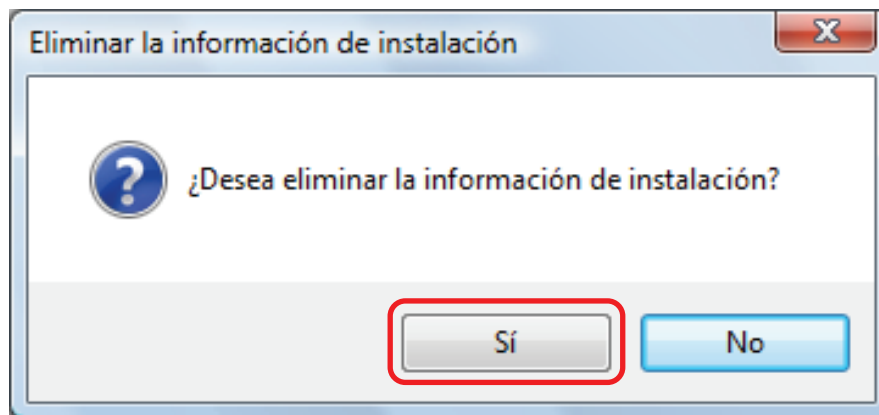 Eliminar la información de instalación
¿Desea eliminar la información de instalación?
Sí
No